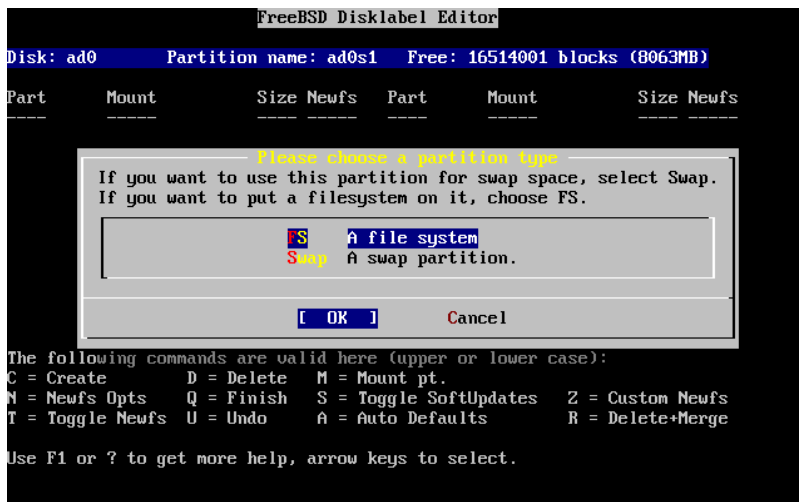 FreeBSD Disklabel Editor
Disk: ad0 Partition name: ad0s1 Free: 16514001 blocks (8063MB)
Part Mount Size Newfs Part Mount Size Newfs
---- ----- ---- ----- ---- ----- ---- -----
Please choose a partition type
If you want to use this partition for swap space, select Swap.
If you want to put a filesystem on it, choose FS.
FS A file system
Swap A swap partition.
[ OK ] Cancel
The following commands are valid here (upper or lower case):
C = Create D = Delete M = Mount pt.
N = Newfs Opts Q = Finish S = Toggle SoftUpdates Z = Custom Newfs
T = Toggle Newfs U = Undo A = Auto Defaults R = Delete+Merge
Use F1 or ? to get more help, arrow keys to select.